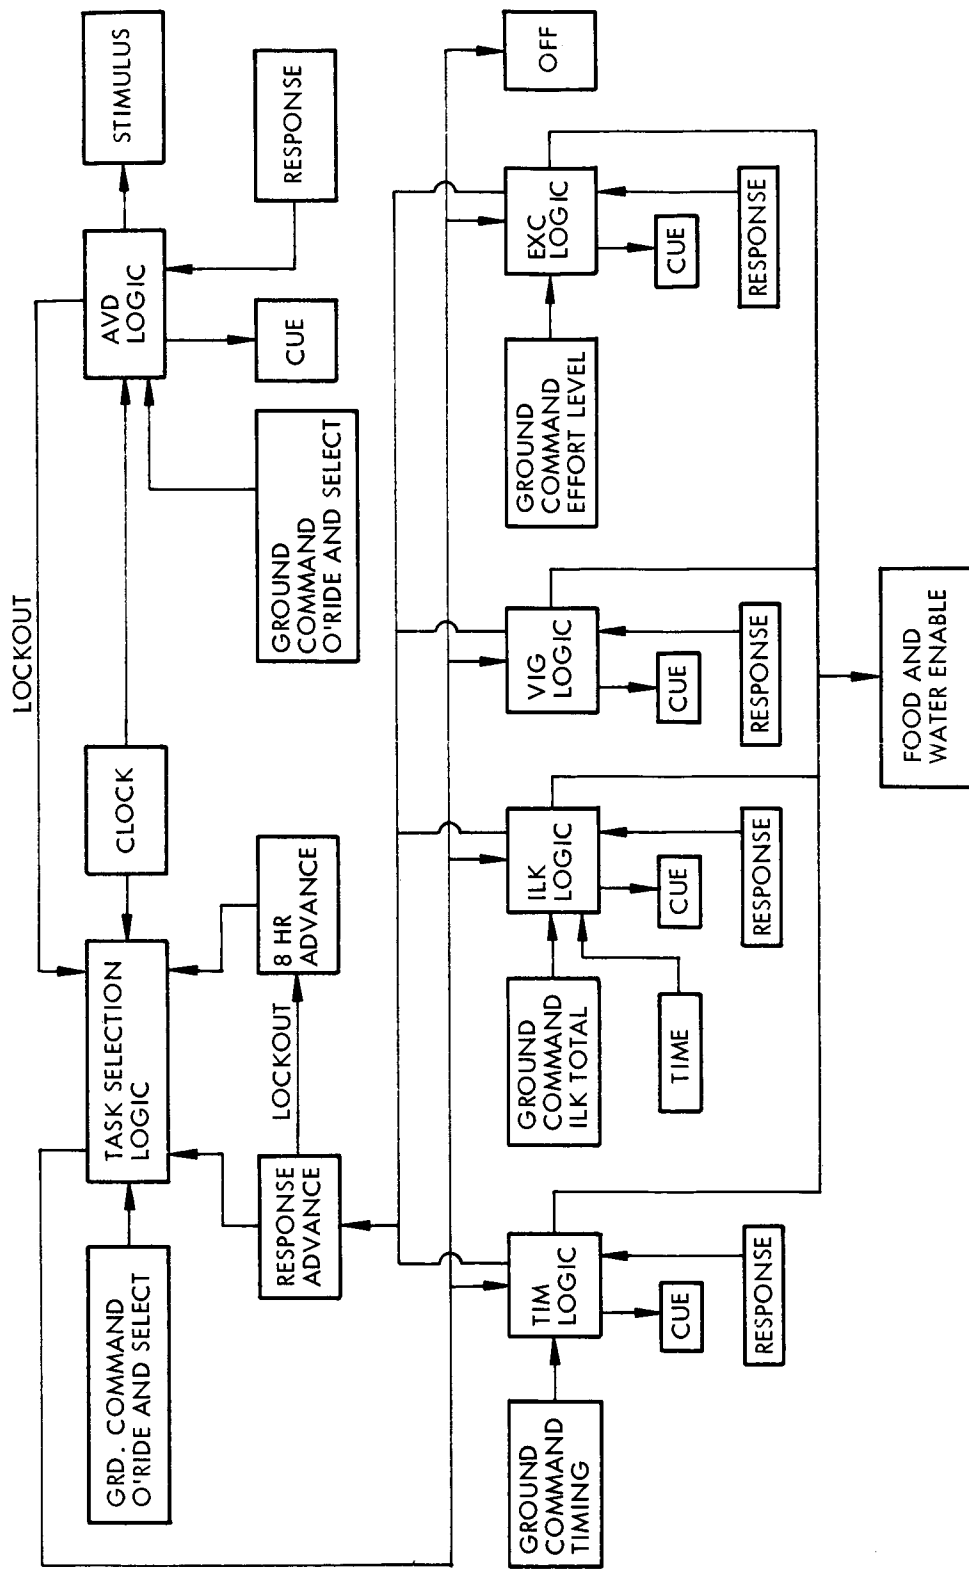 LOCKOUT
GRD. COMMAND
O'RIDE AND SELECT
TASK SELECTION
LOGIC
CLOCK
AVD
LOGIC
STIMULUS
RESPONSE
ADVANCE
LOCKOUT
8 HR
ADVANCE
GROUND
COMMAND
O'RIDE AND SELECT
CUE
RESPONSE
GROUND
COMMAND
TIMING
TIM
LOGIC
GROUND
COMMAND
ILK TOTAL
ILK
LOGIC
VIG
LOGIC
GROUND
COMMAND
EFFORT LEVEL
EXC
LOGIC
OFF
CUE
TIME
CUE
CUE
CUE
RESPONSE
RESPONSE
RESPONSE
RESPONSE
FOOD AND
WATER ENABLE